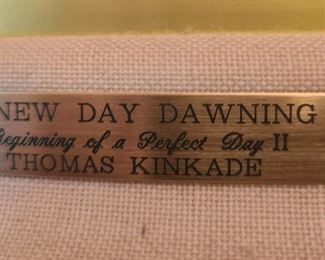 NEW DAY DAWNING
Beginning of a Perfect Day II
THOMAS KINKADE